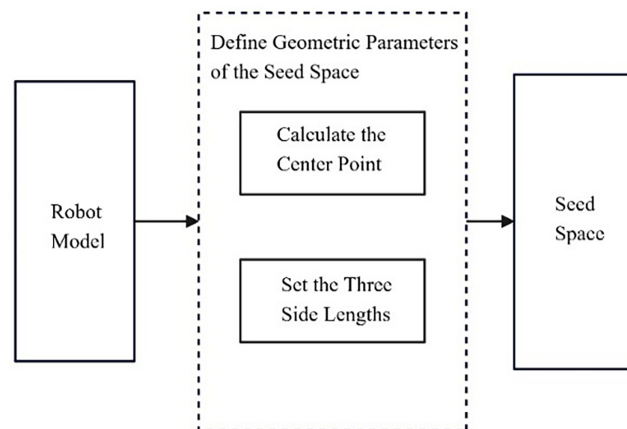 Define Geometric Parameters
of the Seed Space
Calculate the
Center Point
Robot
Model
Seed
Space
Set the Three
Side Lengths